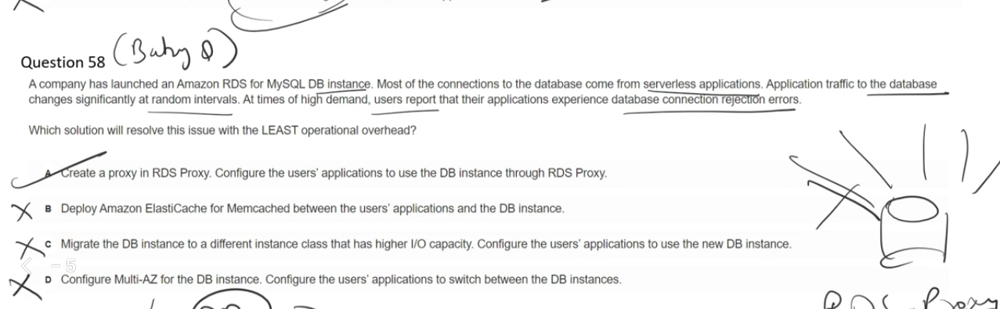 Question 58 (Baby Q)
A company has launched an Amazon RDS for MySQL DB instance. Most of the connections to the database come from serverless applications. Application traffic to the database
changes significantly at random intervals. At times of high demand, users report that their applications experience database connection rejection errors.
Which solution will resolve this issue with the LEAST operational overhead?
A Create a proxy in RDS Proxy. Configure the users' applications to use the DB instance through RDS Proxy.
B Deploy Amazon ElastiCache for Memcached between the users' applications and the DB instance.
C Migrate the DB instance to a different instance class that has higher I/O capacity. Configure the users' applications to use the new DB instance.
- 5
D Configure Multi-AZ for the DB instance. Configure the users' applications to switch between the DB instances.
RDS Proxy